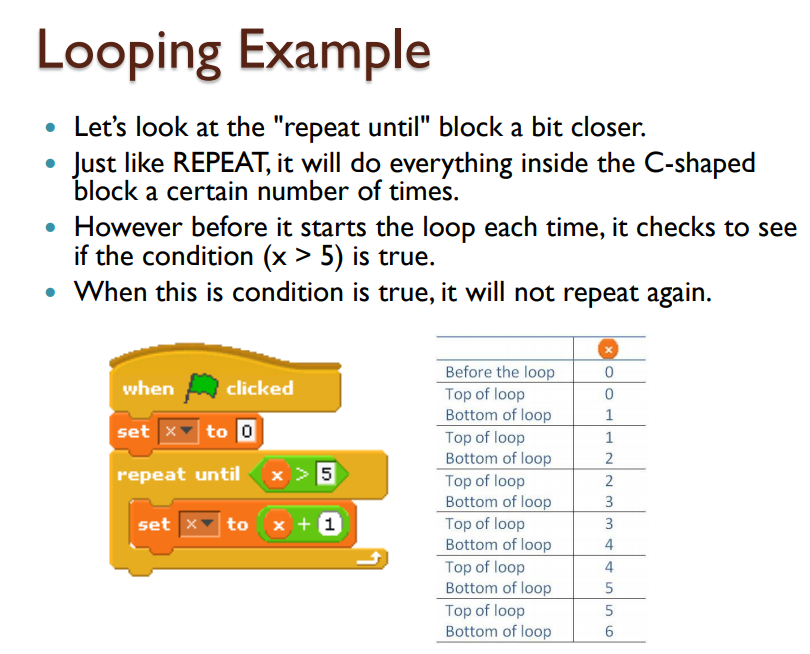 Looping Example
• Let's look at the "repeat until" block a bit closer.
• Just like REPEAT, it will do everything inside the C-shaped
block a certain number of times.
• However before it starts the loop each time, it checks to see
if the condition (x > 5) is true.
• When this is condition is true, it will not repeat again.
when clicked
set x to 0
repeat until x > 5
set x to x + 1
x
Before the loop 0
Top of loop 0
Bottom of loop 1
Top of loop 1
Bottom of loop 2
Top of loop 2
Bottom of loop 3
Top of loop 3
Bottom of loop 4
Top of loop 4
Bottom of loop 5
Top of loop 5
Bottom of loop 6